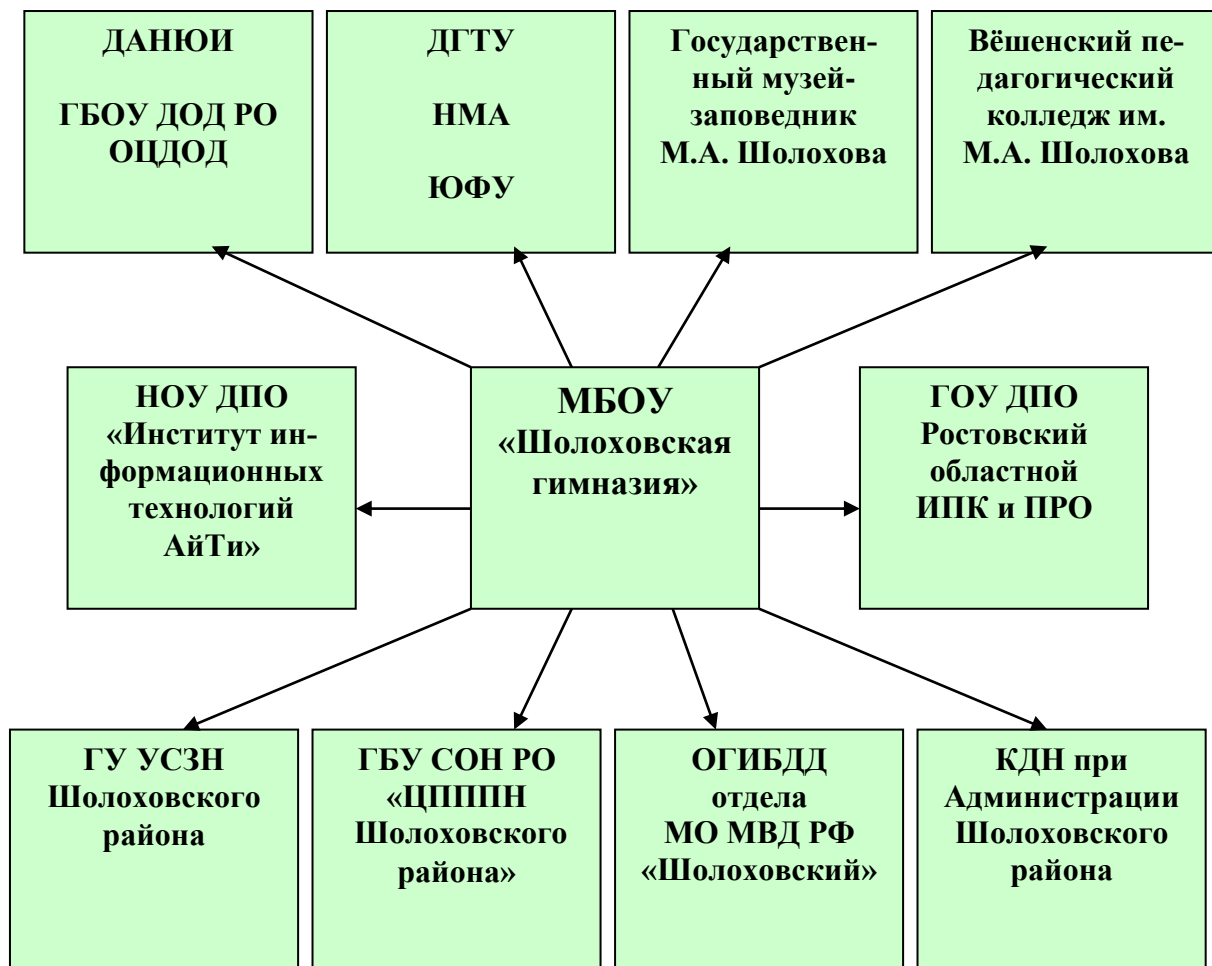 ДАНЮИ
ГБОУ ДОД РО
ОЦДОД
ДГТУ
НМА
ЮФУ
Государствен-
ный музей-
заповедник
М.А. Шолохова
Вёшенский пе-
дагогический
колледж им.
М.А. Шолохова
НОУ ДПО
«Институт ин-
формационных
технологий
АйТи»
МБОУ
«Шолоховская
гимназия»
ГОУ ДПО
Ростовский
областной
ИПК и ПРО
ГУ УСЗН
Шолоховского
района
ГБУ СОН РО
«ЦПППН
Шолоховского
района»
ОГИБДД
отдела
МО МВД РФ
«Шолоховский»
КДН при
Администрации
Шолоховского
района